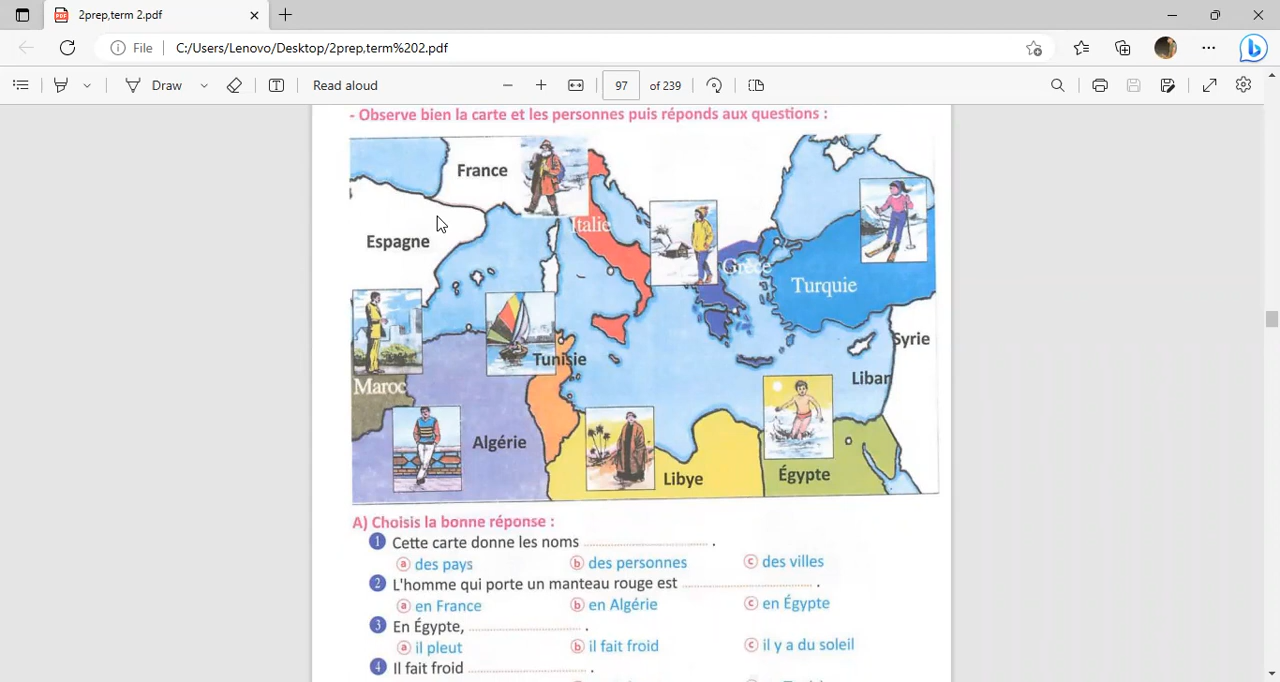 2prep,term 2.pdf
File C:/Users/Lenovo/Desktop/2prep,term%202.pdf
Draw Read aloud 97 of 239
- Observe bien la carte et les personnes puis réponds aux questions :
France
Italie
Espagne
Grèce
Turquie
Syrie
Tunisie
Maroc
Liban
Algérie
Libye
Égypte
A) Choisis la bonne réponse :
1 Cette carte donne les noms ........................ .
a des pays b des personnes c des villes
2 L'homme qui porte un manteau rouge est ........................ .
a en France b en Algérie c en Égypte
3 En Égypte, ........................ .
a il pleut b il fait froid c il y a du soleil
4 Il fait froid ........................ .